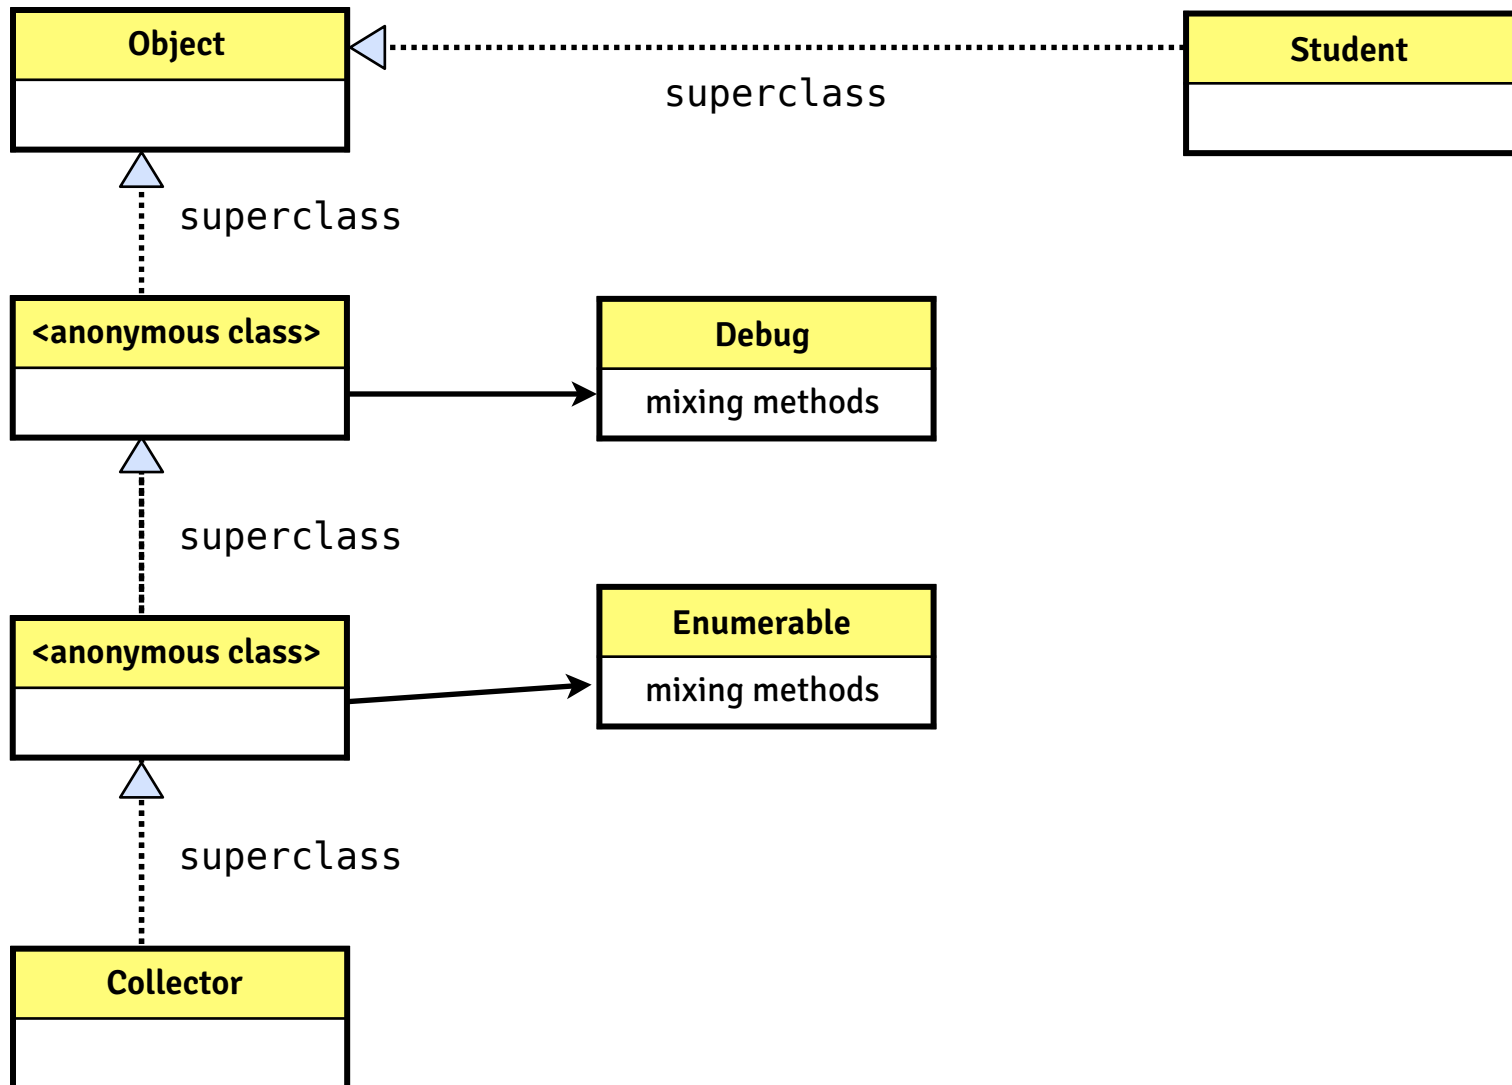 Object
Student
superclass
superclass
<anonymous class>
Debug
mixing methods
superclass
Enumerable
<anonymous class>
mixing methods
superclass
Collector